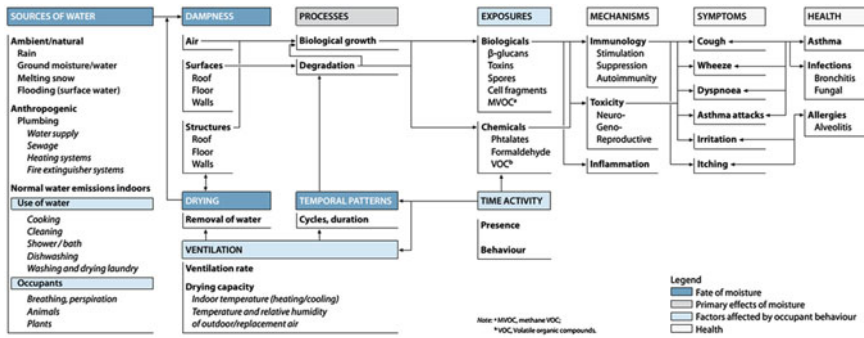 SOURCES OF WATER
Ambient/natural
Rain
Ground moisture/water
Melting snow
Flooding (surface water)
Anthropogenic
Plumbing
Water supply
Sewage
Heating systems
Fire extinguisher systems
Normal water emissions indoors
Use of water
Cooking
Cleaning
Shower / bath
Dishwashing
Washing and drying laundry
Occupants
Breathing, perspiration
Animals
Plants
DAMPNESS
Air
Surfaces
Roof
Floor
Walls
Structures
Roof
Floor
Walls
DRYING
Removal of water
VENTILATION
Ventilation rate
Drying capacity
Indoor temperature (heating/cooling)
Temperature and relative humidity
of outdoor/replacement air
PROCESSES
Biological growth
Degradation
TEMPORAL PATTERNS
Cycles, duration
EXPOSURES
Biologicals
β-glucans
Toxins
Spores
Cell fragments
MVOCᵃ
Chemicals
Phtalates
Formaldehyde
VOCᵇ
TIME ACTIVITY
Presence
Behaviour
MECHANISMS
Immunology
Stimulation
Suppression
Autoimmunity
Toxicity
Neuro-
Geno-
Reproductive
Inflammation
SYMPTOMS
Cough
Wheeze
Dyspnoea
Asthma attacks
Irritation
Itching
HEALTH
Asthma
Infections
Bronchitis
Fungal
Allergies
Alveolitis
Note: ᵃ MVOC, methane VOC;
ᵇ VOC, Volatile organic compounds.
Legend
Fate of moisture
Primary effects of moisture
Factors affected by occupant behaviour
Health